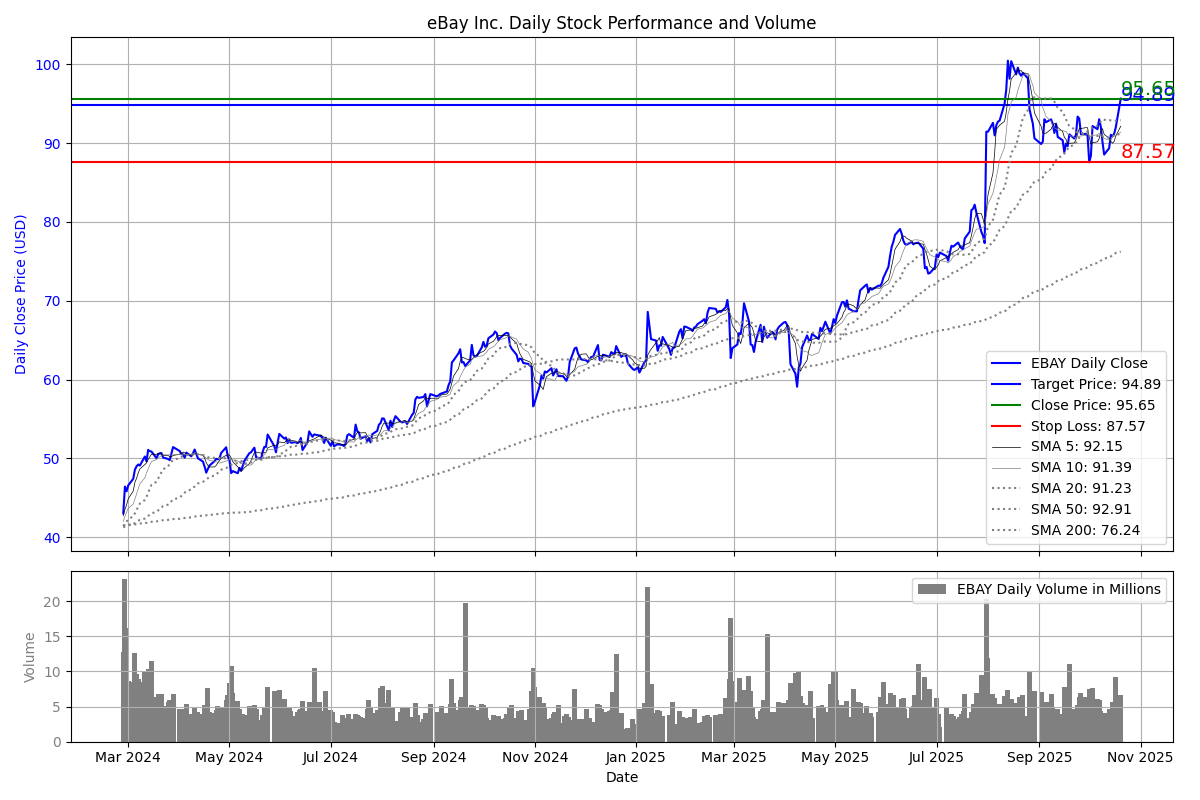 eBay Inc. Daily Stock Performance and Volume
Daily Close Price (USD)
100
90
80
70
60
50
40
95.65
94.89
87.57
EBAY Daily Close
Target Price: 94.89
Close Price: 95.65
Stop Loss: 87.57
SMA 5: 92.15
SMA 10: 91.39
SMA 20: 91.23
SMA 50: 92.91
SMA 200: 76.24
Volume
20
15
10
5
0
EBAY Daily Volume in Millions
Mar 2024
May 2024
Jul 2024
Sep 2024
Nov 2024
Jan 2025
Mar 2025
May 2025
Jul 2025
Sep 2025
Nov 2025
Date